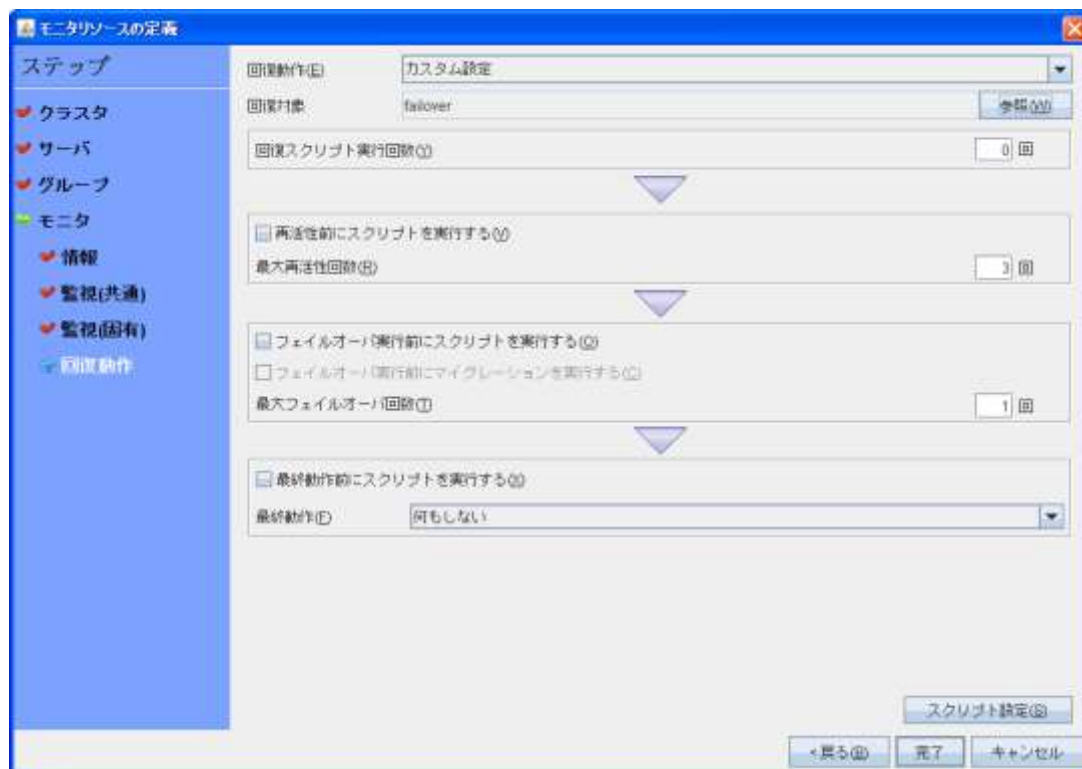 モニタリソースの定義
ステップ
クラスタ
サーバ
グループ
モニタ
情報
監視(共通)
監視(固有)
回復動作
回復動作(E) カスタム設定
回復対象 failover 参照(W)
回復スクリプト実行回数(Y) 0 回
再活性前にスクリプトを実行する(V)
最大再活性回数(R) 3 回
フェイルオーバ実行前にスクリプトを実行する(O)
フェイルオーバ実行前にマイグレーションを実行する(C)
最大フェイルオーバ回数(T) 1 回
最終動作前にスクリプトを実行する(X)
最終動作(F) 何もしない
スクリプト設定(S)
<戻る(B) 完了 キャンセル